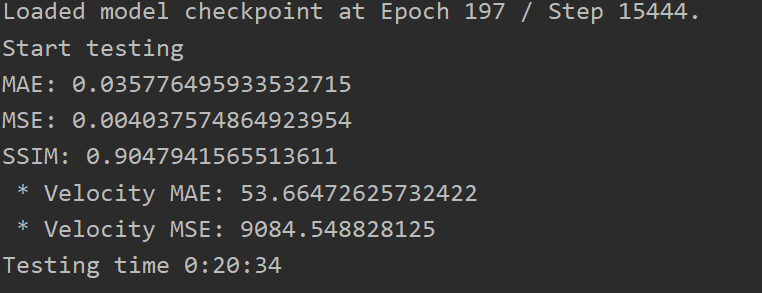 Loaded model checkpoint at Epoch 197 / Step 15444.
Start testing
MAE: 0.035776495933532715
MSE: 0.004037574864923954
SSIM: 0.9047941565513611
 * Velocity MAE: 53.66472625732422
 * Velocity MSE: 9084.548828125
Testing time 0:20:34